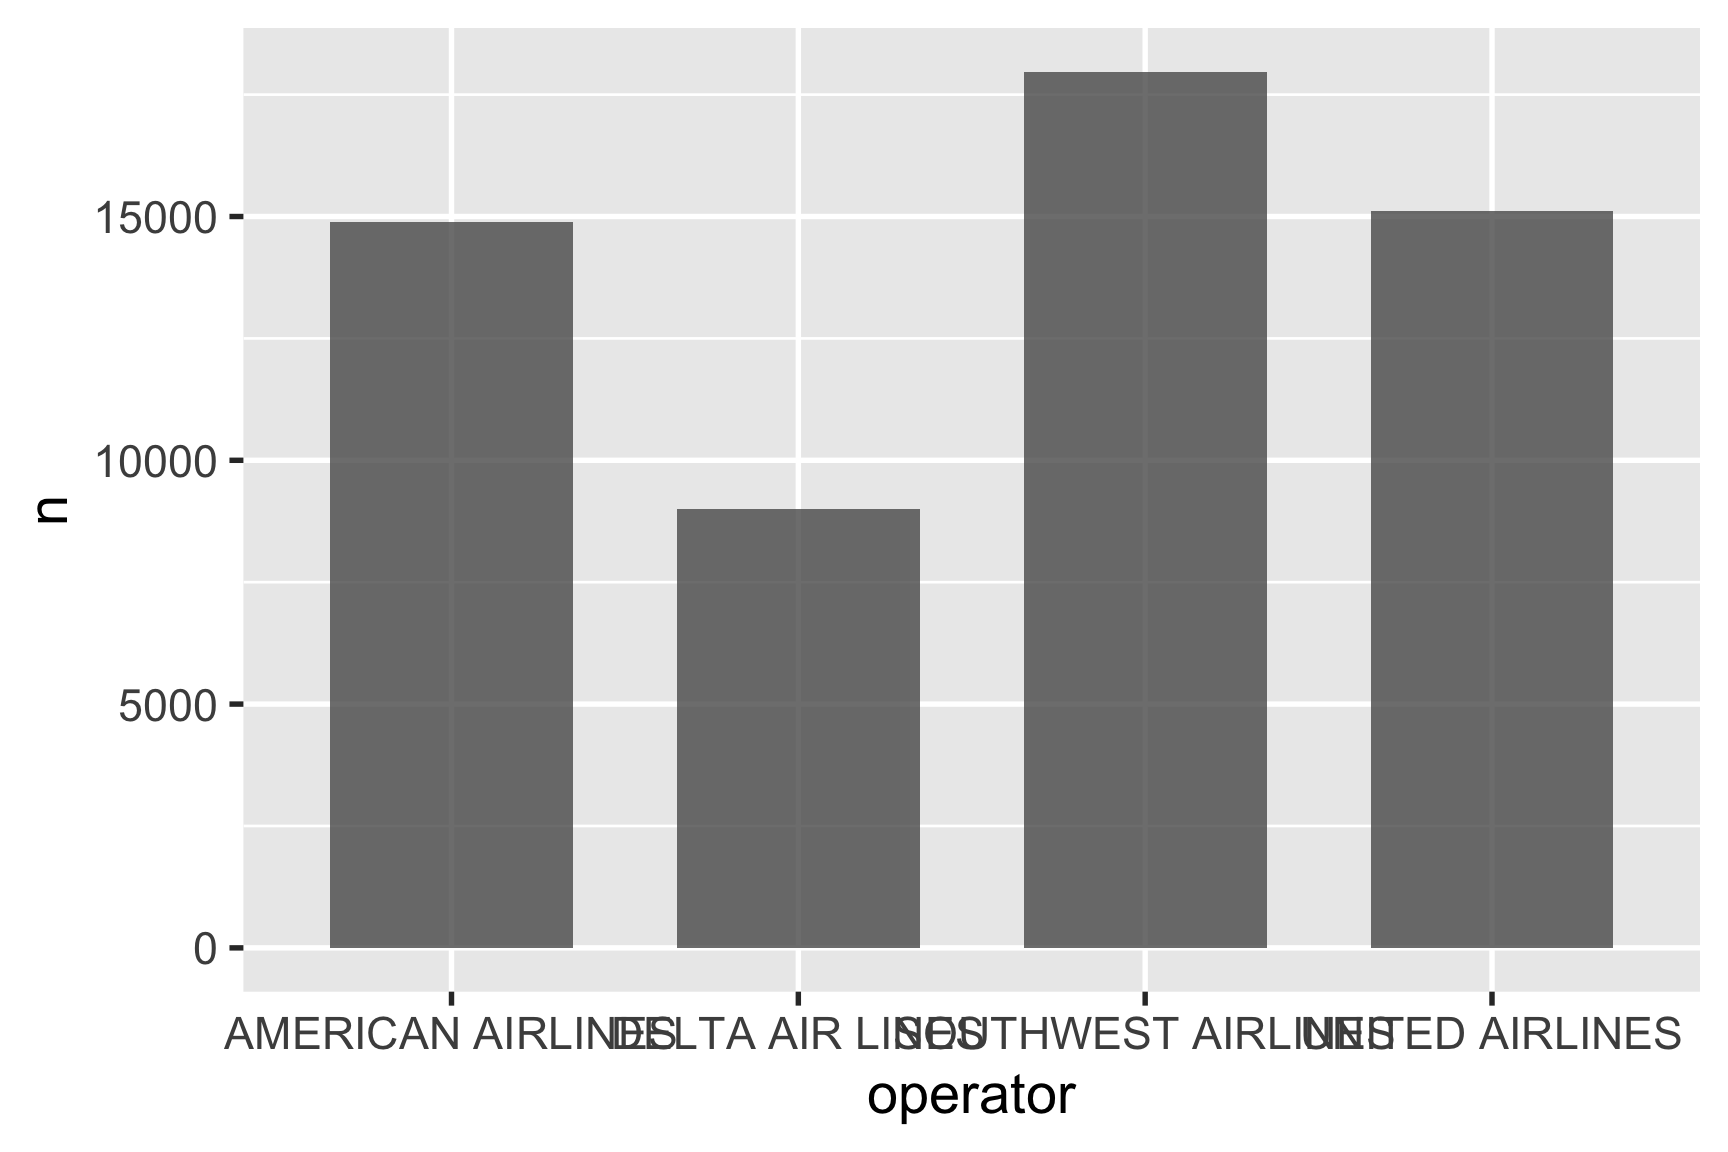 15000
10000
n
5000
0
AMERICAN AIRLINES DELTA AIR LINES SOUTHWEST AIRLINES UNITED AIRLINES
operator